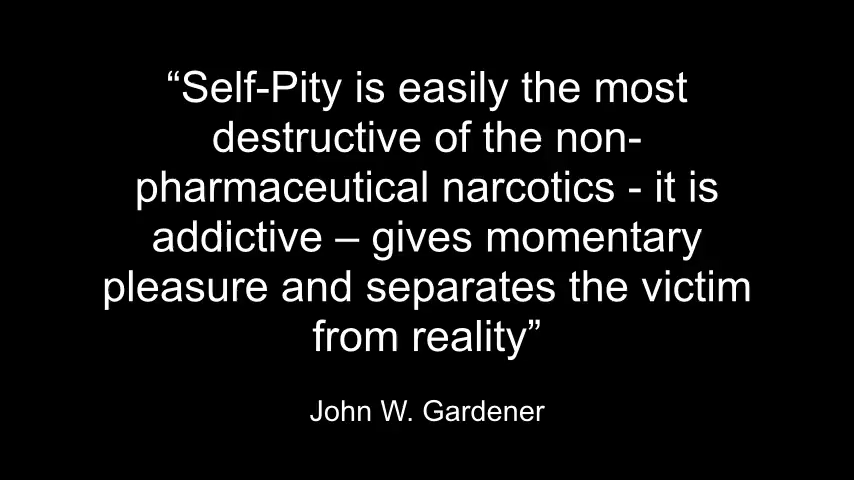 “Self-Pity is easily the most
destructive of the non-
pharmaceutical narcotics - it is
addictive – gives momentary
pleasure and separates the victim
from reality”
John W. Gardener